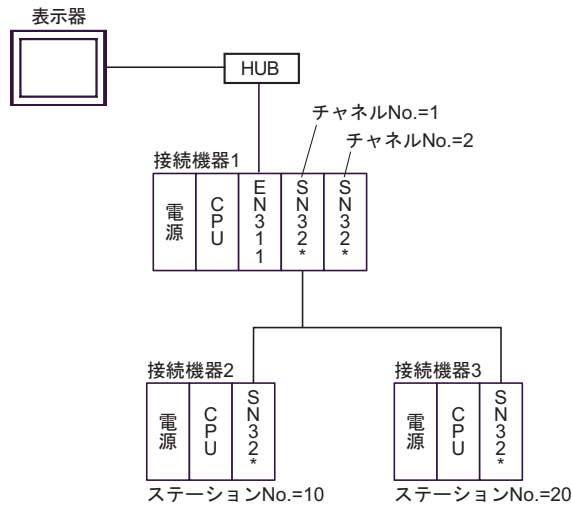 表示器
HUB
チャネルNo.=1
チャネルNo.=2
接続機器1
電源
CPU
EN311
SN32*
SN32*
接続機器2
電源
CPU
SN32*
ステーションNo.=10
接続機器3
電源
CPU
SN32*
ステーションNo.=20